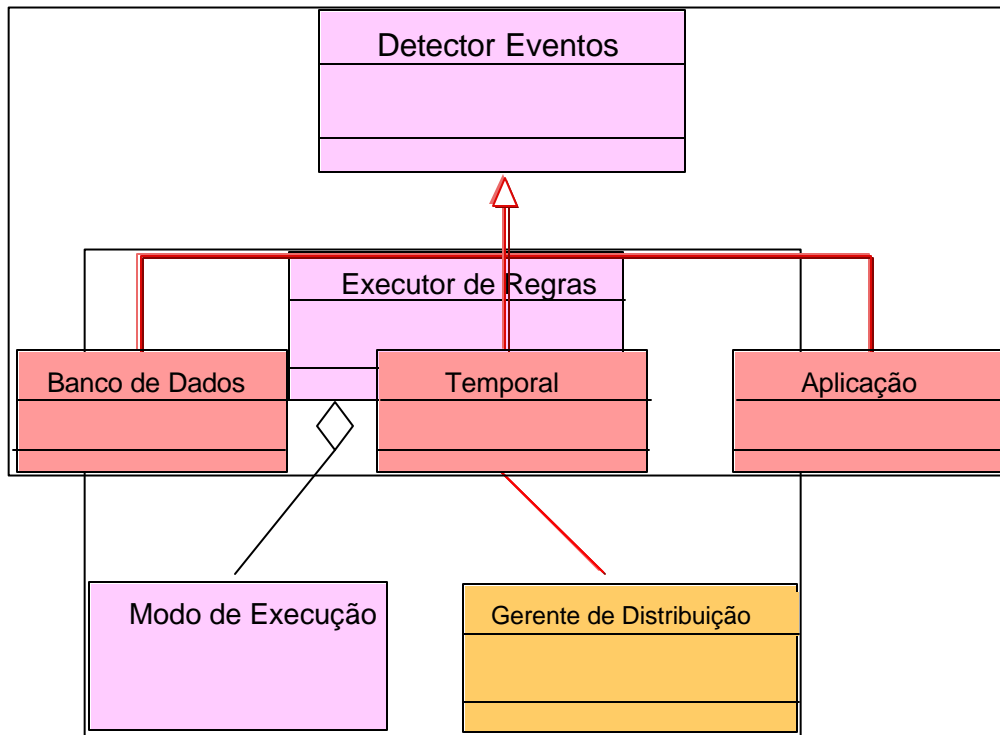 Detector Eventos
Executor de Regras
Banco de Dados
Temporal
Aplicação
Modo de Execução
Gerente de Distribuição